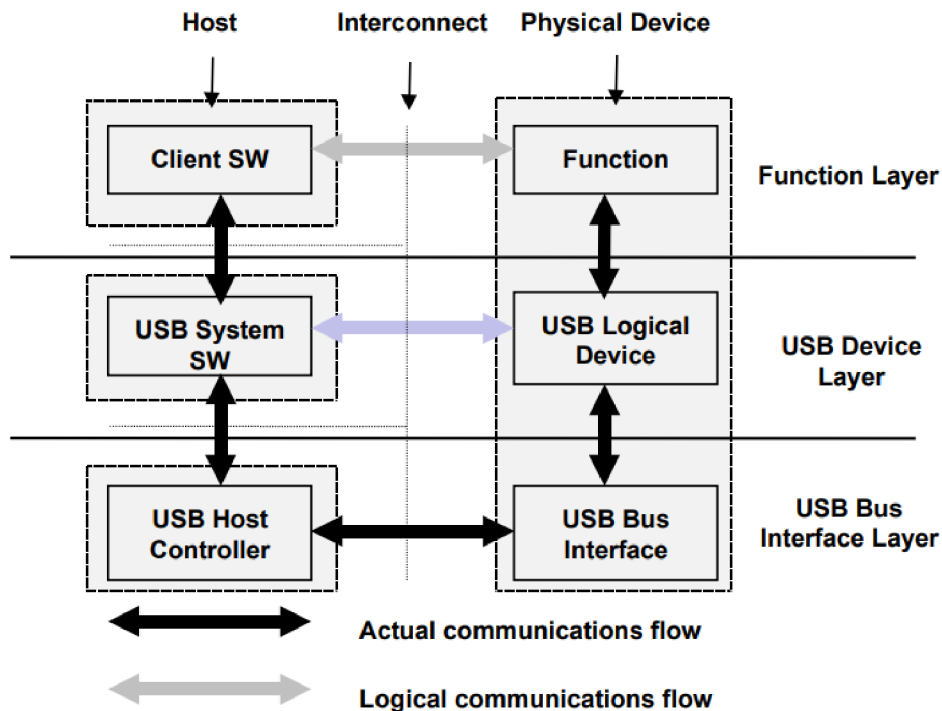 Host
Interconnect
Physical Device
Client SW
Function
Function Layer
USB System
SW
USB Logical
Device
USB Device
Layer
USB Host
Controller
USB Bus
Interface
USB Bus
Interface Layer
Actual communications flow
Logical communications flow